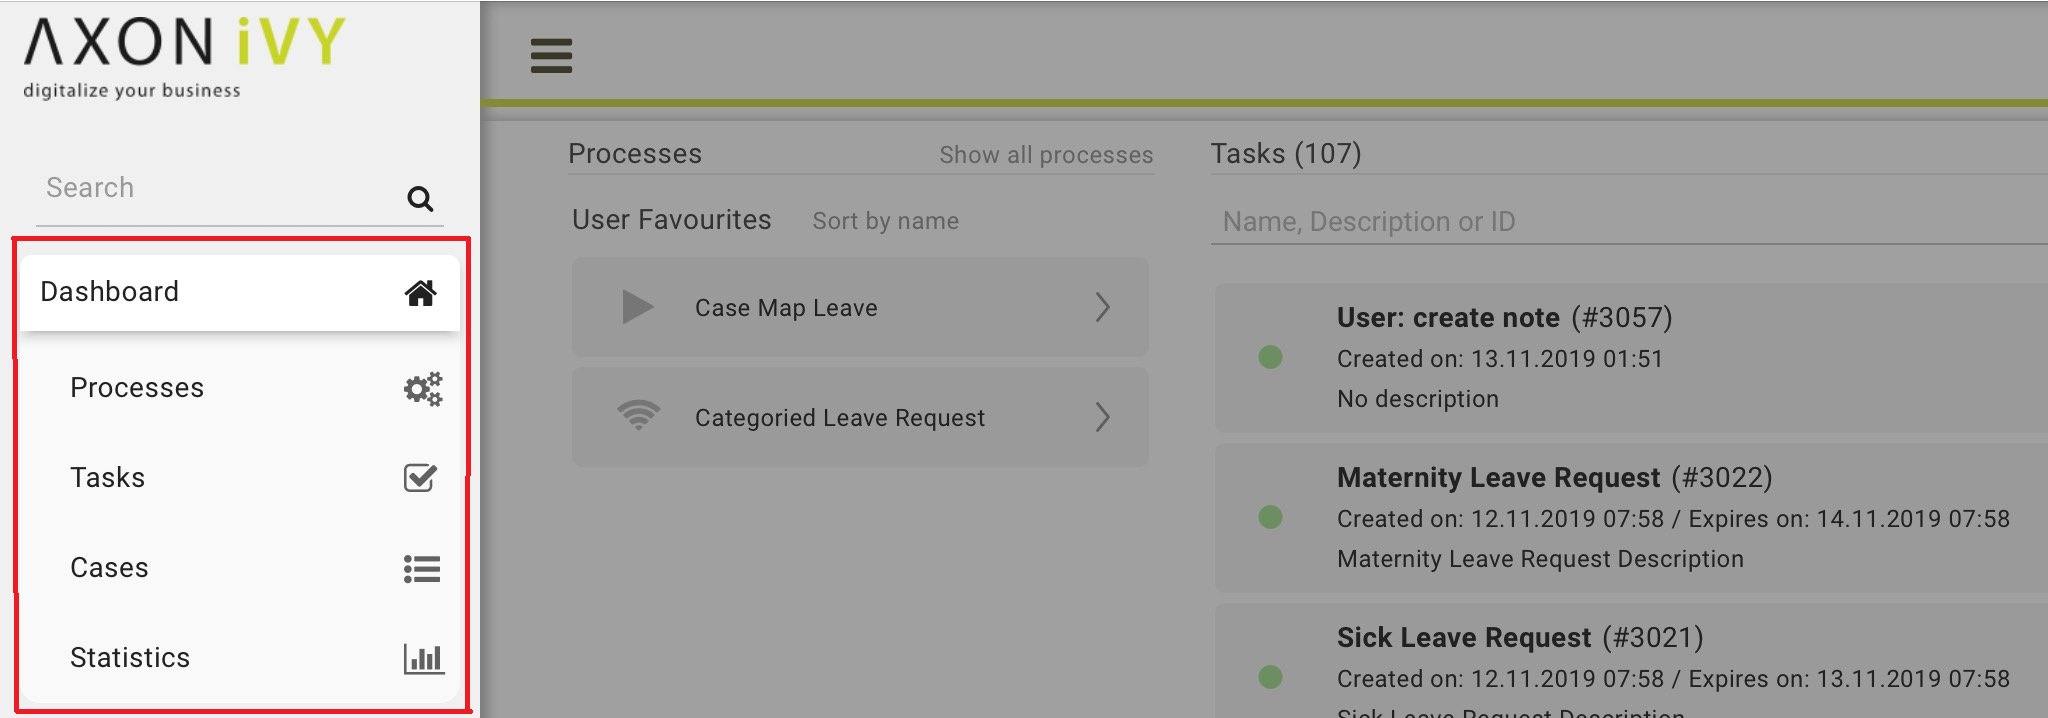 AXON iVY
digitalize your business
Search
Dashboard
Processes
Tasks
Cases
Statistics
Processes
Show all processes
User Favourites
Sort by name
Case Map Leave
Categoried Leave Request
Tasks (107)
Name, Description or ID
User: create note (#3057)
Created on: 13.11.2019 01:51
No description
Maternity Leave Request (#3022)
Created on: 12.11.2019 07:58 / Expires on: 14.11.2019 07:58
Maternity Leave Request Description
Sick Leave Request (#3021)
Created on: 12.11.2019 07:58 / Expires on: 13.11.2019 07:58
Sick Leave Request Description